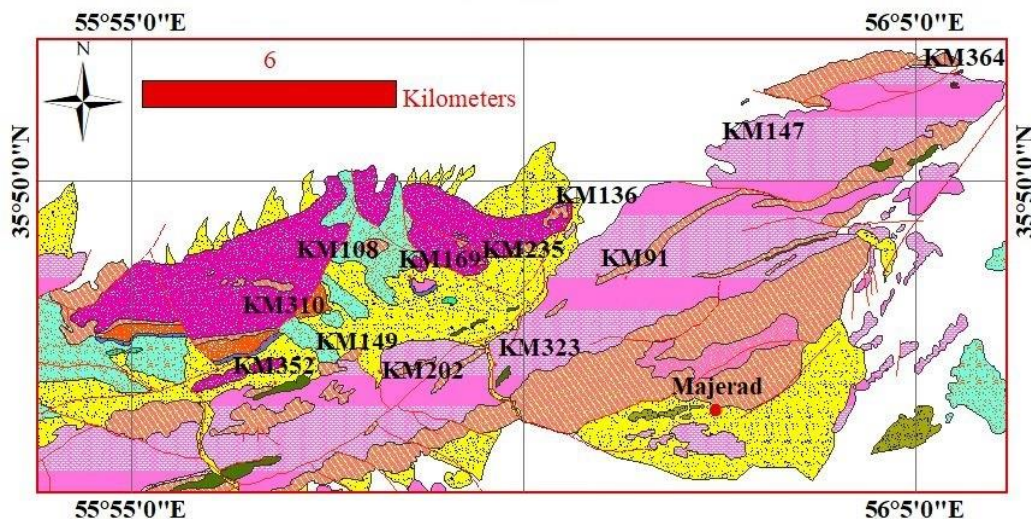 55°55'0"E
56°5'0"E
N
6
Kilometers
KM364
KM147
35°50'0"N
35°50'0"N
KM136
KM108
KM169
KM235
KM91
KM310
KM149
KM323
KM352
KM202
Majerad
55°55'0"E
56°5'0"E